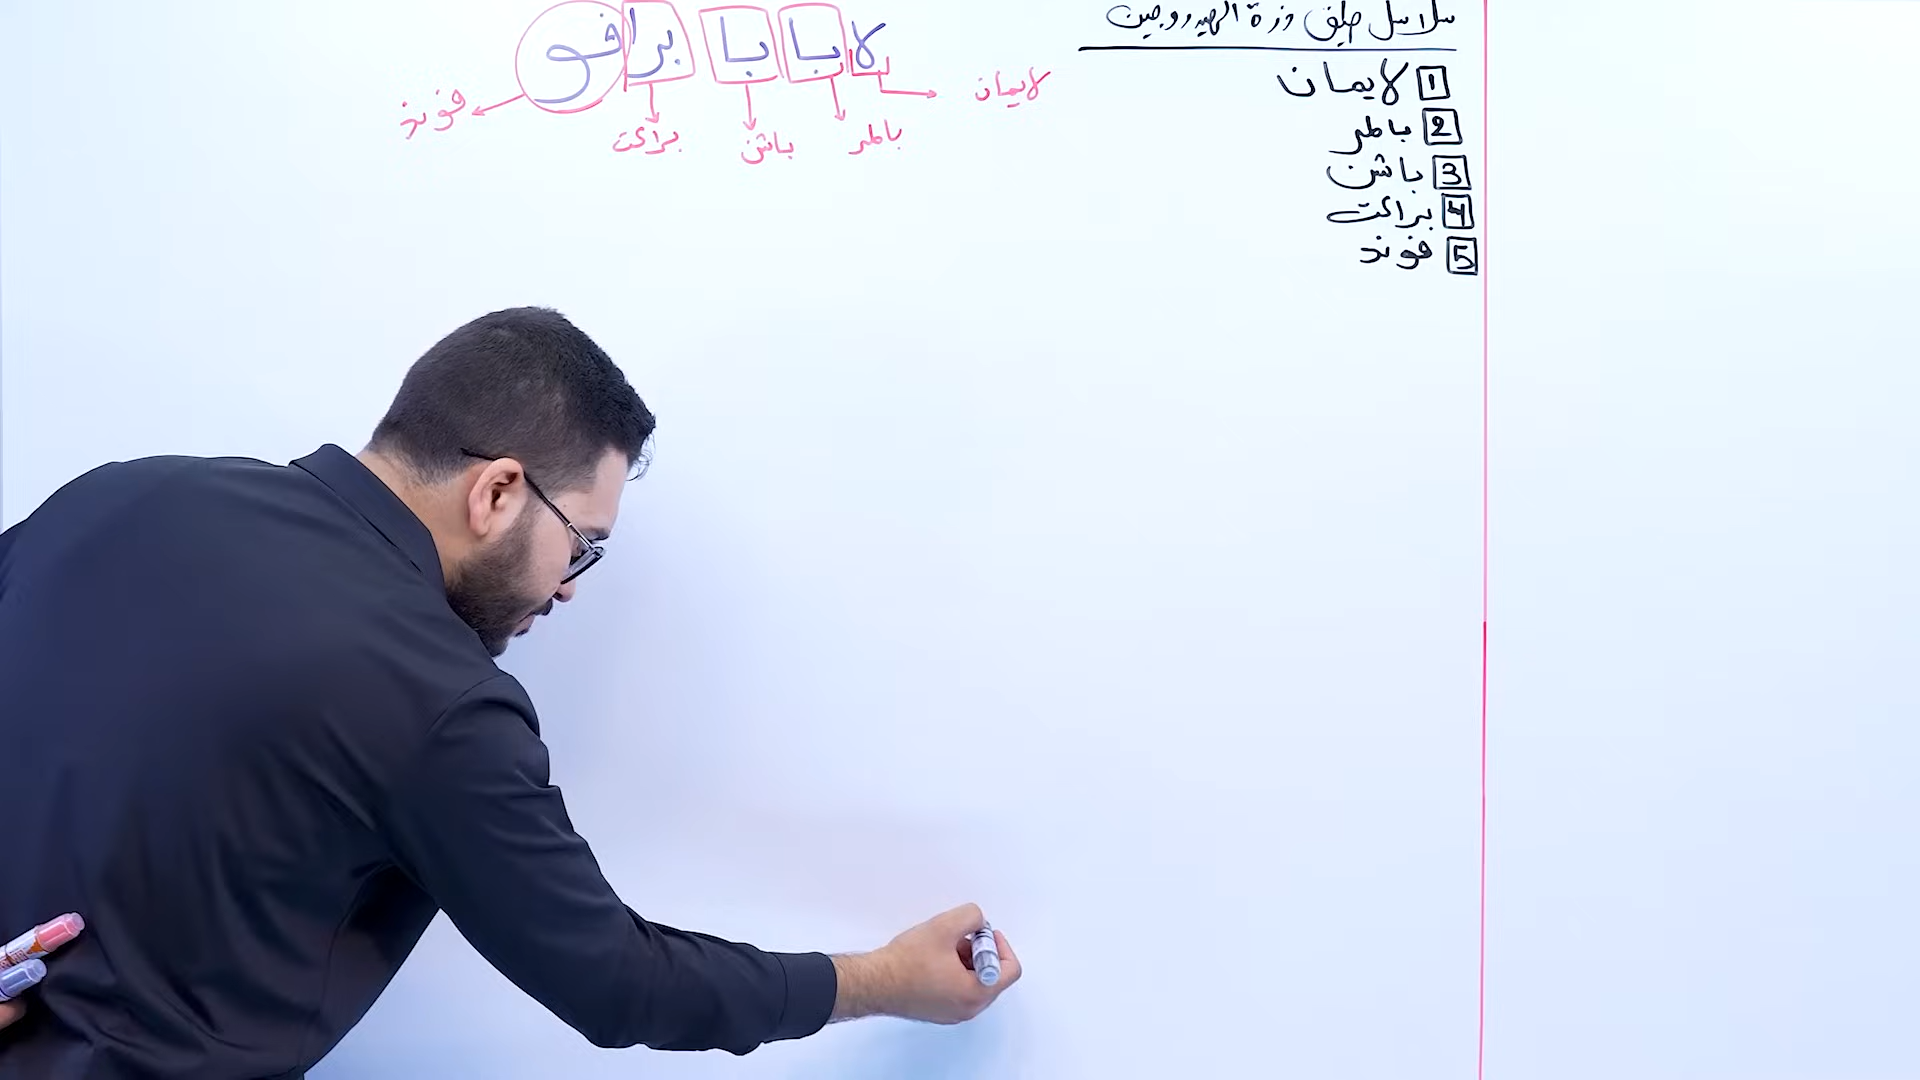 سلاسل طيف ذرة الهيدروجين
1 لايمان
2 بالمر
3 باشن
4 براكت
5 فوند
لا با با برا فو
لايمان
بالمر
باشن
براكت
فوند